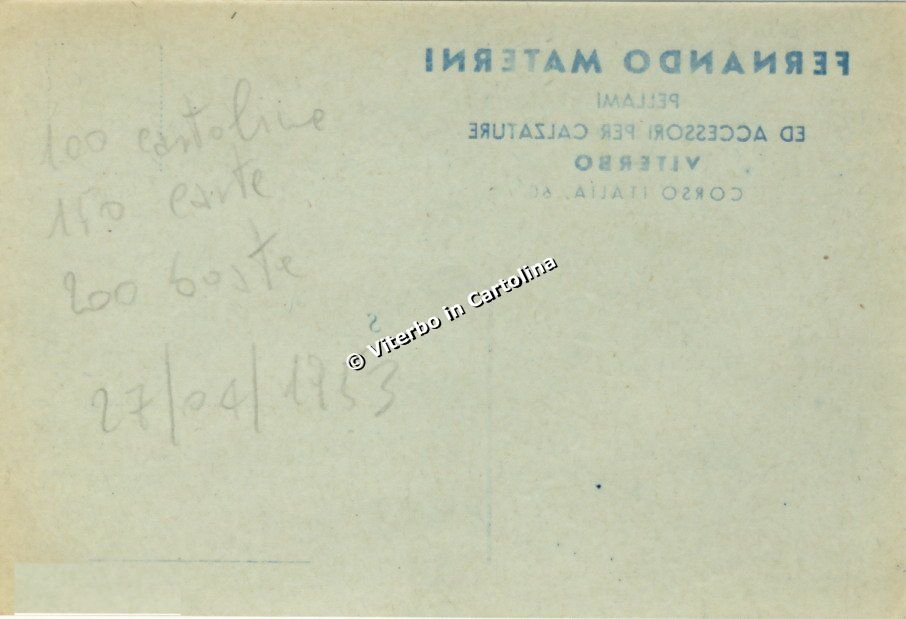 FERNANDO MATERNI
PELLAMI
ED ACCESSORI PER CALZATURE
VITERBO
CORSO ITALIA, 60
100 cartoline
150 carte
200 buste
S
27/04/1953
© Viterbo in Cartolina